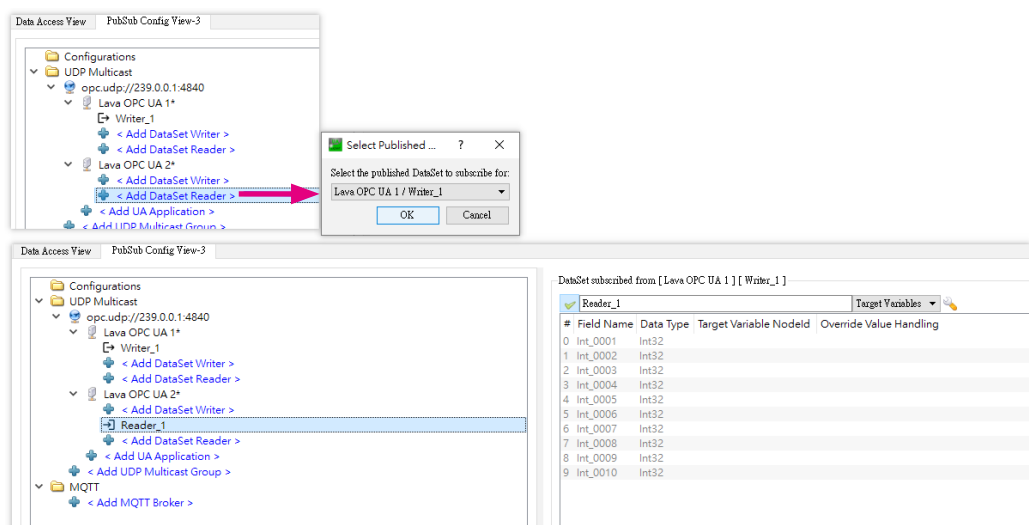 Data Access View PubSub Config View-3
Configurations
UDP Multicast
opc.udp://239.0.0.1:4840
Lava OPC UA 1*
Writer_1
< Add DataSet Writer >
< Add DataSet Reader >
Lava OPC UA 2*
< Add DataSet Writer >
< Add DataSet Reader >
< Add UA Application >
< Add UDP Multicast Group >
Select Published ... ?
Select the published DataSet to subscribe for:
Lava OPC UA 1 / Writer_1
OK Cancel
Data Access View PubSub Config View-3
Configurations
UDP Multicast
opc.udp://239.0.0.1:4840
Lava OPC UA 1*
Writer_1
< Add DataSet Writer >
< Add DataSet Reader >
Lava OPC UA 2*
< Add DataSet Writer >
Reader_1
< Add DataSet Reader >
< Add UA Application >
< Add UDP Multicast Group >
MQTT
< Add MQTT Broker >
DataSet subscribed from [ Lava OPC UA 1 ] [ Writer_1 ]
Reader_1 Target Variables
# Field Name Data Type Target Variable NodeId Override Value Handling
0 Int_0001 Int32
1 Int_0002 Int32
2 Int_0003 Int32
3 Int_0004 Int32
4 Int_0005 Int32
5 Int_0006 Int32
6 Int_0007 Int32
7 Int_0008 Int32
8 Int_0009 Int32
9 Int_0010 Int32